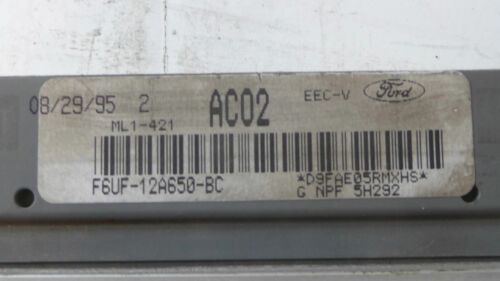 08/29/95 2 AC02 EEC-V Ford
ML1-421
F6UF-12A650-BC *D9FAE05RMXHS*
G NPF 5H292